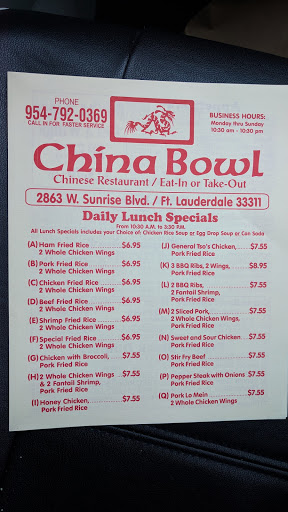 PHONE
954-792-0369
CALL IN FOR FASTER SERVICE
BUSINESS HOURS:
Monday thru Sunday
10:30 am - 10:30 pm
China Bowl
Chinese Restaurant / Eat-In or Take-Out
2863 W. Sunrise Blvd. / Ft. Lauderdale 33311
Daily Lunch Specials
From 10:30 A.M. to 3:30 P.M.
All Lunch Specials includes your Choice of: Chicken Rice Soup or Egg Drop Soup or Can Soda
(A) Ham Fried Rice $6.95
2 Whole Chicken Wings
(B) Pork Fried Rice $6.95
2 Whole Chicken Wings
(C) Chicken Fried Rice $6.95
2 Whole Chicken Wings
(D) Beef Fried Rice $6.95
2 Whole Chicken Wings
(E) Shrimp Fried Rice $6.95
2 Whole Chicken Wings
(F) Special Fried Rice $6.95
2 Whole Chicken Wings
(G) Chicken with Broccoli, $7.55
Pork Fried Rice
(H) 2 Whole Chicken Wings $7.55
& 2 Fantail Shrimp,
Pork Fried Rice
(I) Honey Chicken, $7.55
Pork Fried Rice
(J) General Tso's Chicken, $7.55
Pork Fried Rice
(K) 3 BBQ Ribs, 2 Wings, $8.95
Pork Fried Rice
(L) 2 BBQ Ribs, $7.55
2 Fantail Shrimp,
Pork Fried Rice
(M) 2 Sliced Pork, $7.55
2 Whole Chicken Wings,
Pork Fried Rice
(N) Sweet and Sour Chicken $7.55
Pork Fried Rice
(O) Stir Fry Beef $7.55
Pork Fried Rice
(P) Pepper Steak with Onions $7.55
Pork Fried Rice
(Q) Pork Lo Mein $7.55
2 Whole Chicken Wings